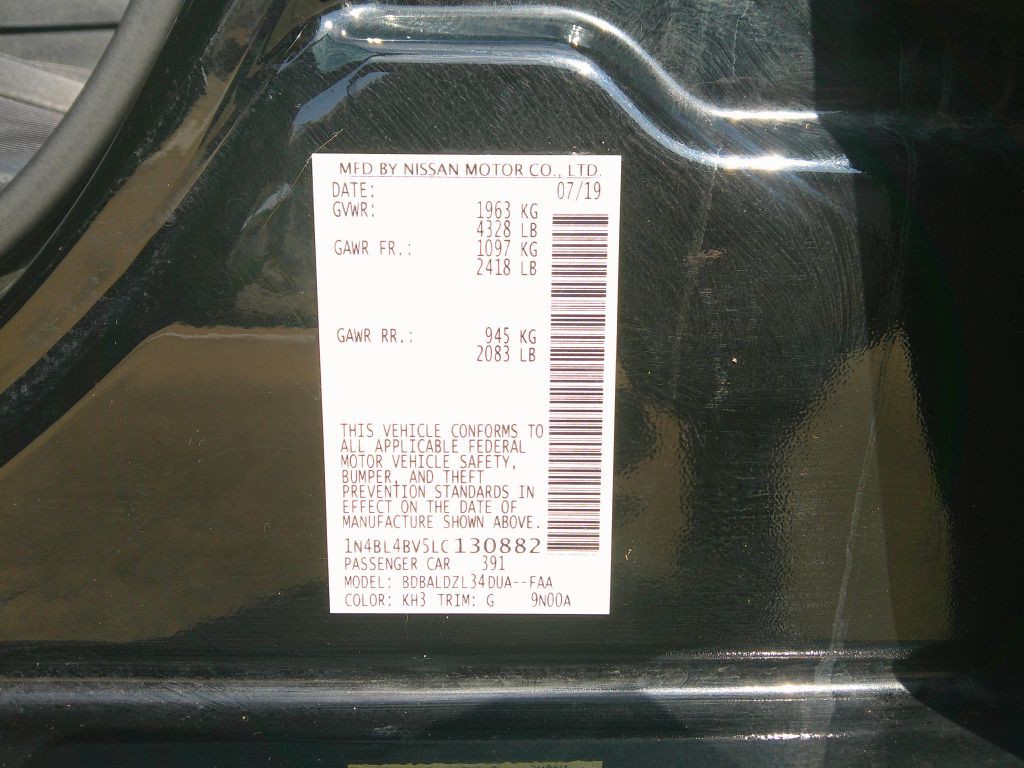 MFD BY NISSAN MOTOR CO., LTD.
DATE: 07/19
GVWR: 1963 KG
4328 LB
GAWR FR.: 1097 KG
2418 LB
GAWR RR.: 945 KG
2083 LB
THIS VEHICLE CONFORMS TO
ALL APPLICABLE FEDERAL
MOTOR VEHICLE SAFETY,
BUMPER, AND THEFT
PREVENTION STANDARDS IN
EFFECT ON THE DATE OF
MANUFACTURE SHOWN ABOVE.
1N4BL4BV5LC130882
PASSENGER CAR 391
MODEL: BDBALDZL34DUA--FAA
COLOR: KH3 TRIM: G 9N00A